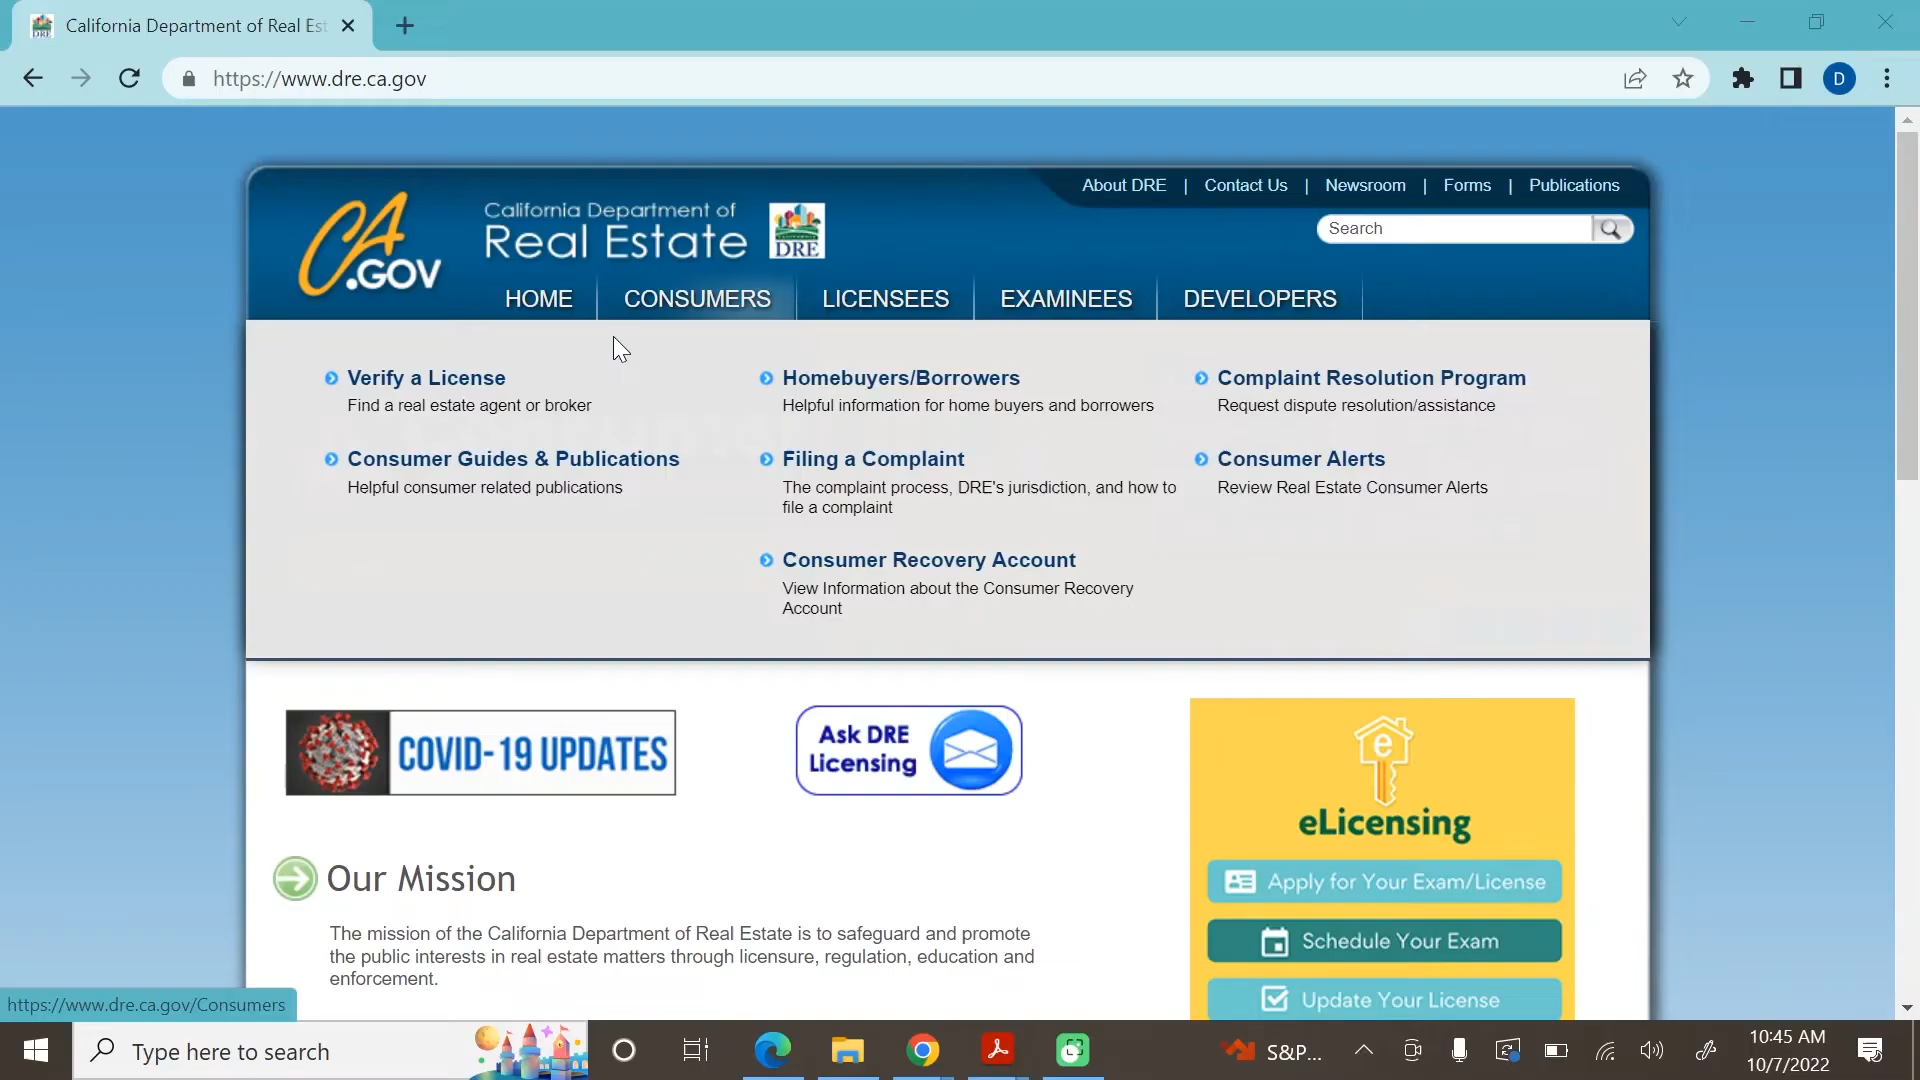 California Department of Real Est
https://www.dre.ca.gov
D
About DRE | Contact Us | Newsroom | Forms | Publications
CA.GOV
California Department of
Real Estate
DRE
Search
HOME CONSUMERS LICENSEES EXAMINEES DEVELOPERS
Verify a License
Find a real estate agent or broker
Consumer Guides & Publications
Helpful consumer related publications
Homebuyers/Borrowers
Helpful information for home buyers and borrowers
Filing a Complaint
The complaint process, DRE's jurisdiction, and how to
file a complaint
Consumer Recovery Account
View Information about the Consumer Recovery
Account
Complaint Resolution Program
Request dispute resolution/assistance
Consumer Alerts
Review Real Estate Consumer Alerts
COVID-19 UPDATES
Ask DRE
Licensing
e
eLicensing
Apply for Your Exam/License
Schedule Your Exam
Update Your License
Our Mission
The mission of the California Department of Real Estate is to safeguard and promote
the public interests in real estate matters through licensure, regulation, education and
enforcement.
https://www.dre.ca.gov/Consumers
Type here to search
S&P...
10:45 AM
10/7/2022